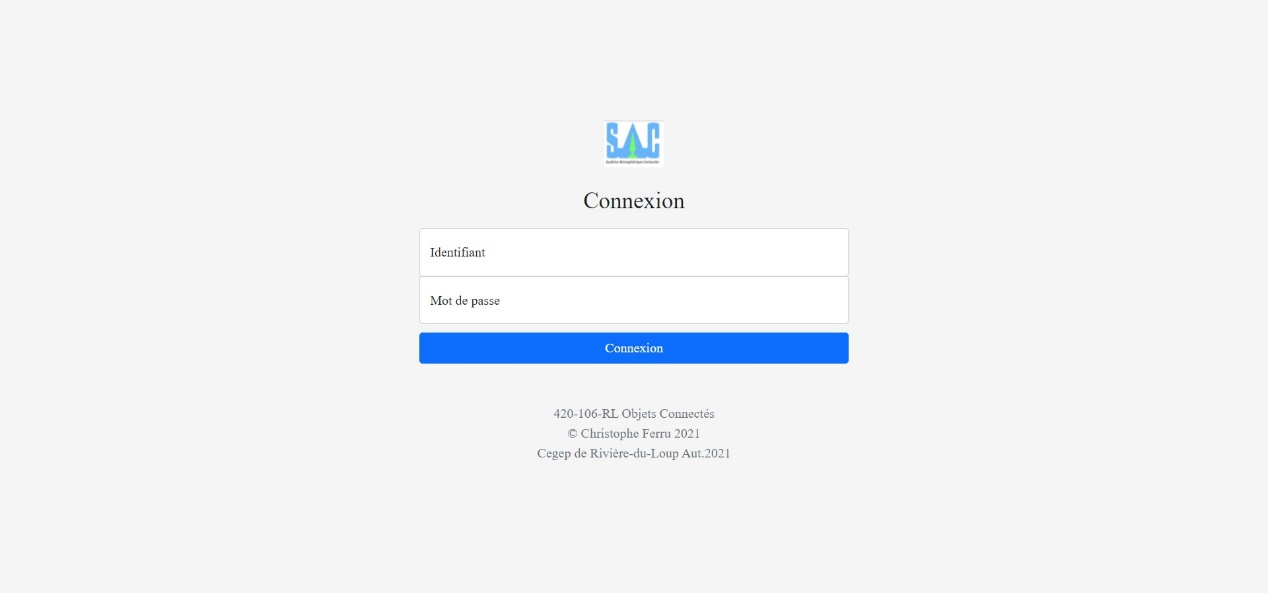 SAC
Connexion
Identifiant
Mot de passe
Connexion
420-106-RL Objets Connectés
© Christophe Ferru 2021
Cegep de Rivière-du-Loup Aut.2021